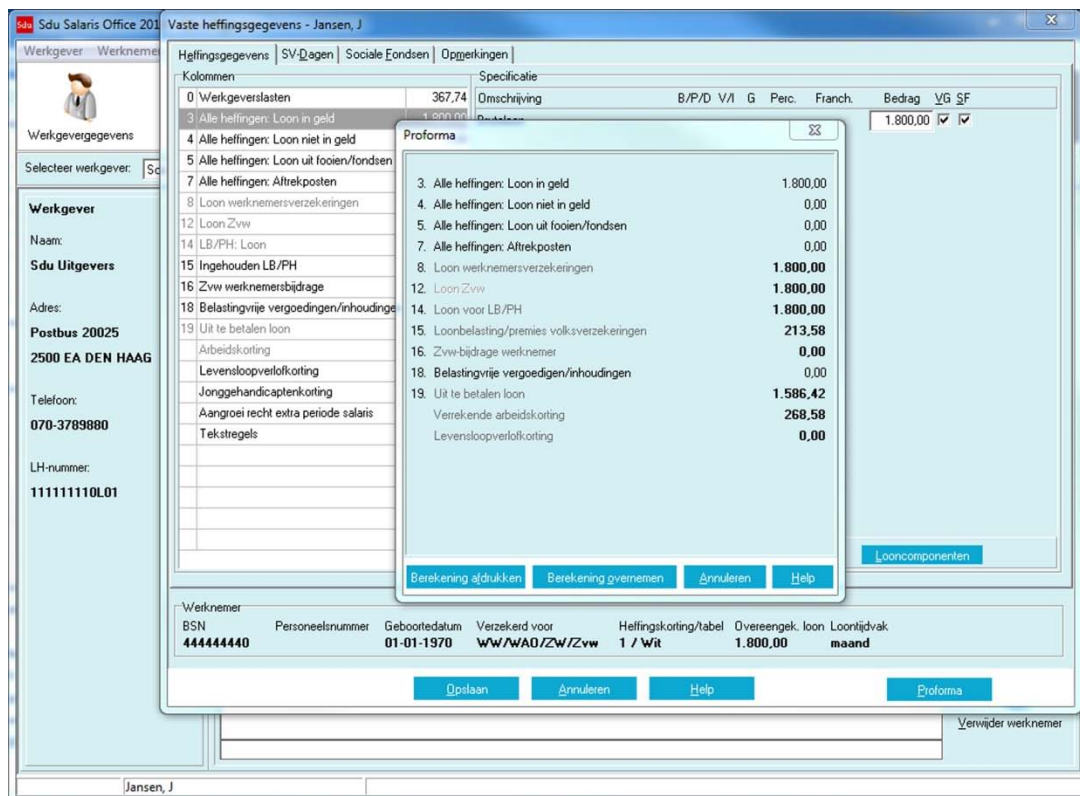 Sdu Salaris Office 201
Vaste heffingsgegevens - Jansen, J
Werkgever Werkneme
Werkgevergegevens
Selecteer werkgever: Sc
Werkgever
Naam:
Sdu Uitgevers
Adres:
Postbus 20025
2500 EA DEN HAAG
Telefoon:
070-3789880
LH-nummer:
111111110L01
Heffingsgegevens SV-Dagen Sociale Fondsen Opmerkingen
Kolommen
0 Werkgeverslasten 367,74
3 Alle heffingen: Loon in geld 1.800,00
4 Alle heffingen: Loon niet in geld
5 Alle heffingen: Loon uit fooien/fondsen
7 Alle heffingen: Aftrekposten
8 Loon werknemersverzekeringen
12 Loon Zvw
14 LB/PH: Loon
15 Ingehouden LB/PH
16 Zvw werknemersbijdrage
18 Belastingvrije vergoedingen/inhoudinge
19 Uit te betalen loon
Arbeidskorting
Levensloopverlofkorting
Jonggehandicaptenkorting
Aangroei recht extra periode salaris
Tekstregels
Specificatie
Omschrijving B/P/D V/I G Perc. Franch. Bedrag VG SF
1.800,00
Proforma
3. Alle heffingen: Loon in geld 1.800,00
4. Alle heffingen: Loon niet in geld 0,00
5. Alle heffingen: Loon uit fooien/fondsen 0,00
7. Alle heffingen: Aftrekposten 0,00
8. Loon werknemersverzekeringen 1.800,00
12. Loon Zvw 1.800,00
14. Loon voor LB/PH 1.800,00
15. Loonbelasting/premies volksverzekeringen 213,58
16. Zvw-bijdrage werknemer 0,00
18. Belastingvrije vergoedigen/inhoudingen 0,00
19. Uit te betalen loon 1.586,42
Verrekende arbeidskorting 268,58
Levensloopverlofkorting 0,00
Berekening afdrukken Berekening overnemen Annuleren Help
Looncomponenten
Werknemer
BSN Personeelsnummer Geboortedatum Verzekerd voor Heffingskorting/tabel Overeengek. loon Loontijdvak
444444440 01-01-1970 WW/WAO/ZW/Zvw 1 / Wit 1.800,00 maand
Opslaan Annuleren Help Proforma
Verwijder werknemer
Jansen, J